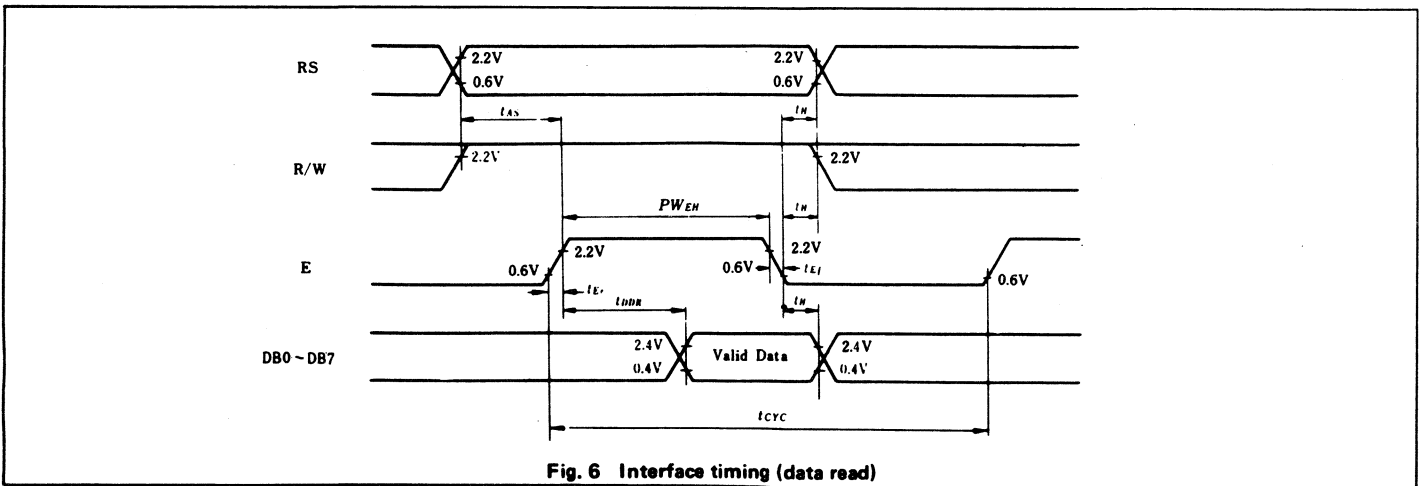 RS
2.2V
0.6V
2.2V
0.6V
tAS
tH
R/W
2.2V
2.2V
PWEH
tH
E
0.6V
2.2V
0.6V
2.2V
0.6V
tEr
tEf
tDDR
tH
DB0 ~ DB7
2.4V
0.4V
Valid Data
2.4V
0.4V
tCYC
Fig. 6 Interface timing (data read)